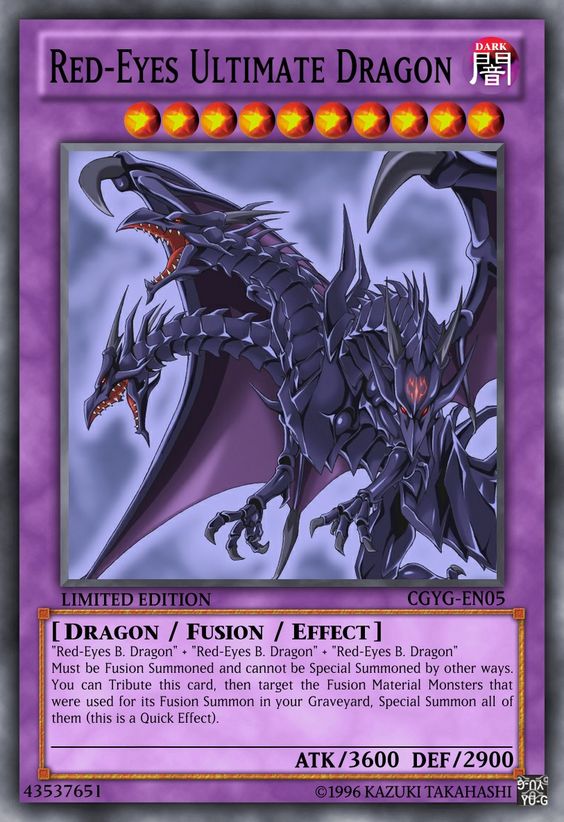 RED-EYES ULTIMATE DRAGON
DARK
闇
LIMITED EDITION
CGYG-EN05
[ DRAGON / FUSION / EFFECT ]
"Red-Eyes B. Dragon" + "Red-Eyes B. Dragon" + "Red-Eyes B. Dragon"
Must be Fusion Summoned and cannot be Special Summoned by other ways.
You can Tribute this card, then target the Fusion Material Monsters that
were used for its Fusion Summon in your Graveyard, Special Summon all of
them (this is a Quick Effect).
ATK/3600 DEF/2900
43537651
©1996 KAZUKI TAKAHASHI